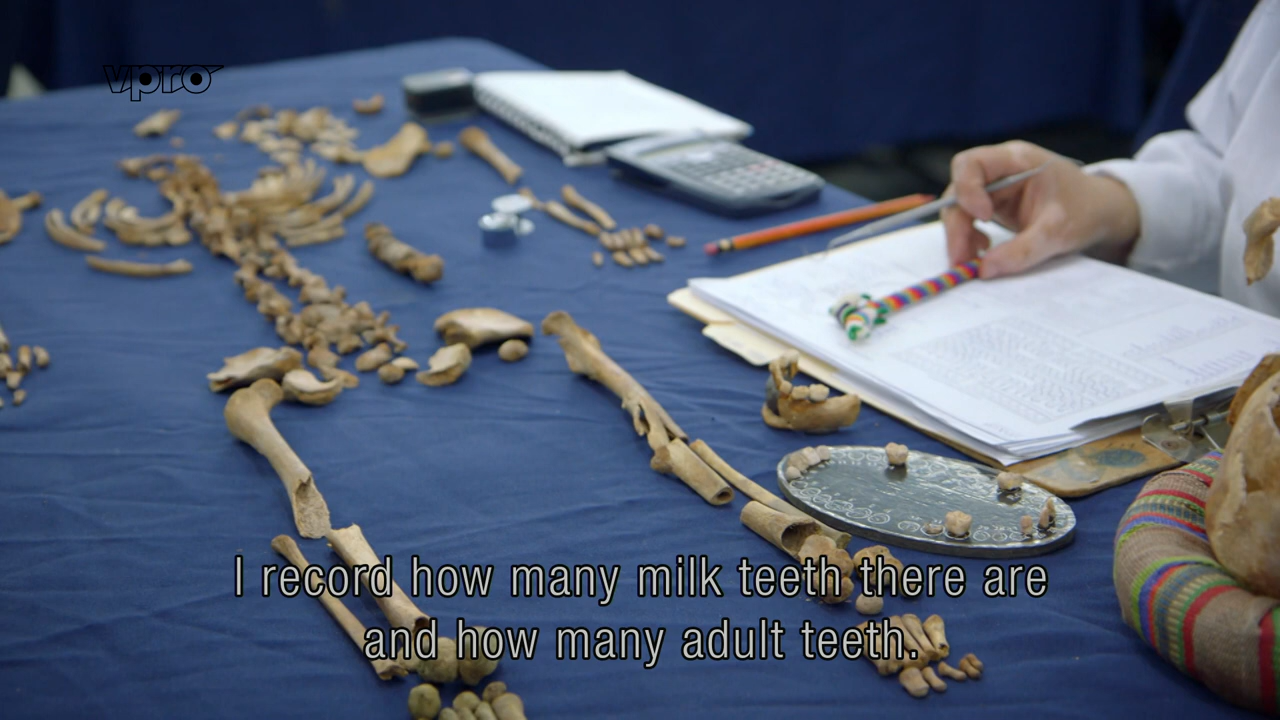 vpro
I record how many milk teeth there are
and how many adult teeth.